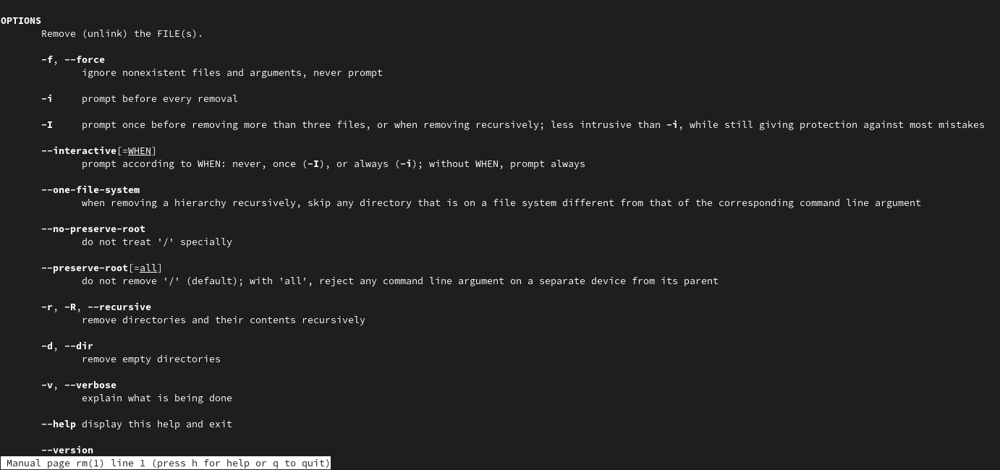 OPTIONS
Remove (unlink) the FILE(s).
-f, --force
ignore nonexistent files and arguments, never prompt
-i prompt before every removal
-I prompt once before removing more than three files, or when removing recursively; less intrusive than -i, while still giving protection against most mistakes
--interactive[=WHEN]
prompt according to WHEN: never, once (-I), or always (-i); without WHEN, prompt always
--one-file-system
when removing a hierarchy recursively, skip any directory that is on a file system different from that of the corresponding command line argument
--no-preserve-root
do not treat '/' specially
--preserve-root[=all]
do not remove '/' (default); with 'all', reject any command line argument on a separate device from its parent
-r, -R, --recursive
remove directories and their contents recursively
-d, --dir
remove empty directories
-v, --verbose
explain what is being done
--help display this help and exit
--version
Manual page rm(1) line 1 (press h for help or q to quit)